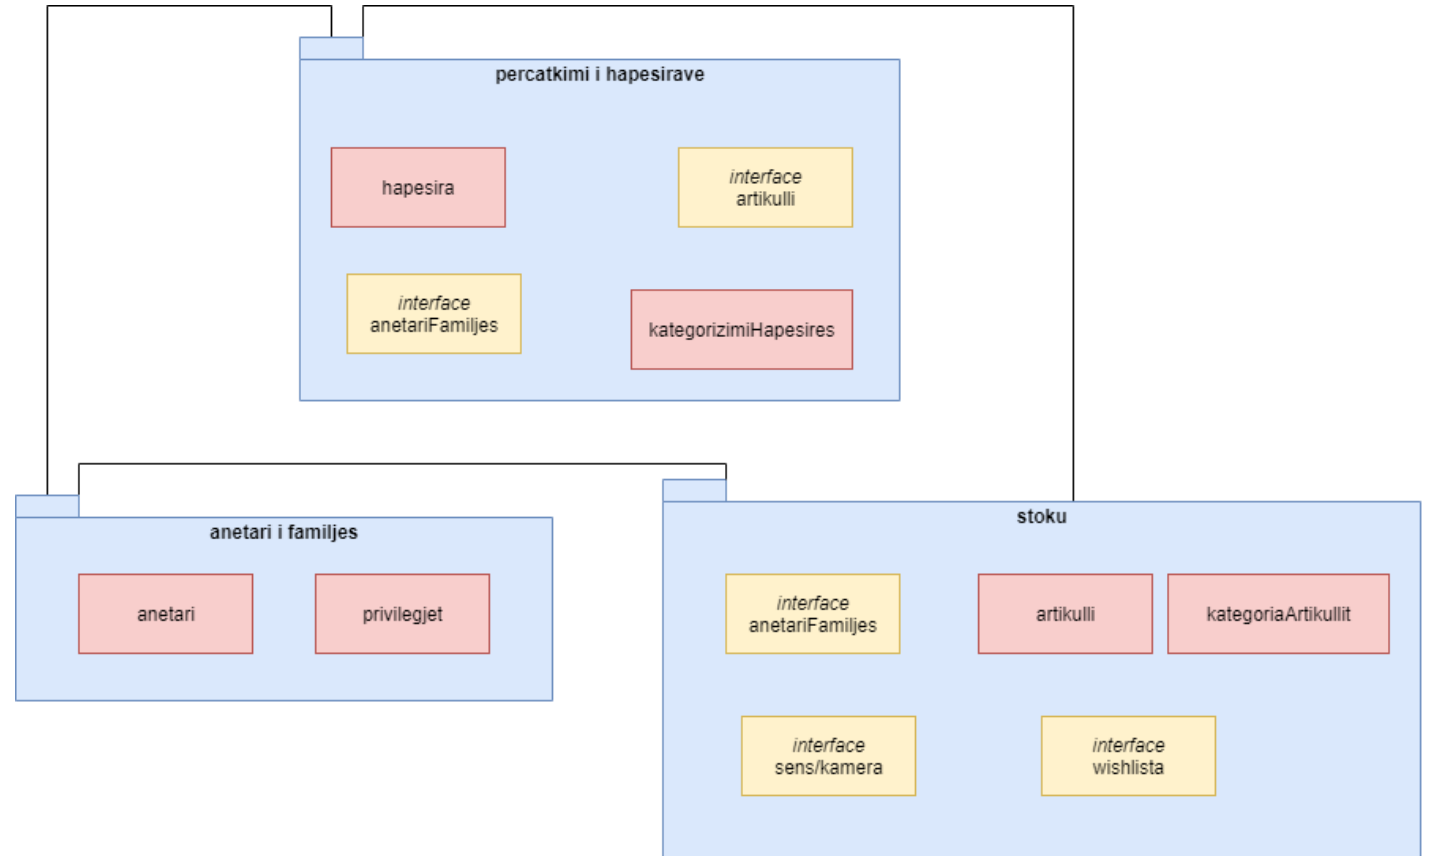 percatkimi i hapesirave
hapesira
interface
artikulli
interface
anetariFamiljes
kategorizimiHapesires
anetari i familjes
anetari
privilegjet
stoku
interface
anetariFamiljes
artikulli
kategoriaArtikullit
interface
sens/kamera
interface
wishlista